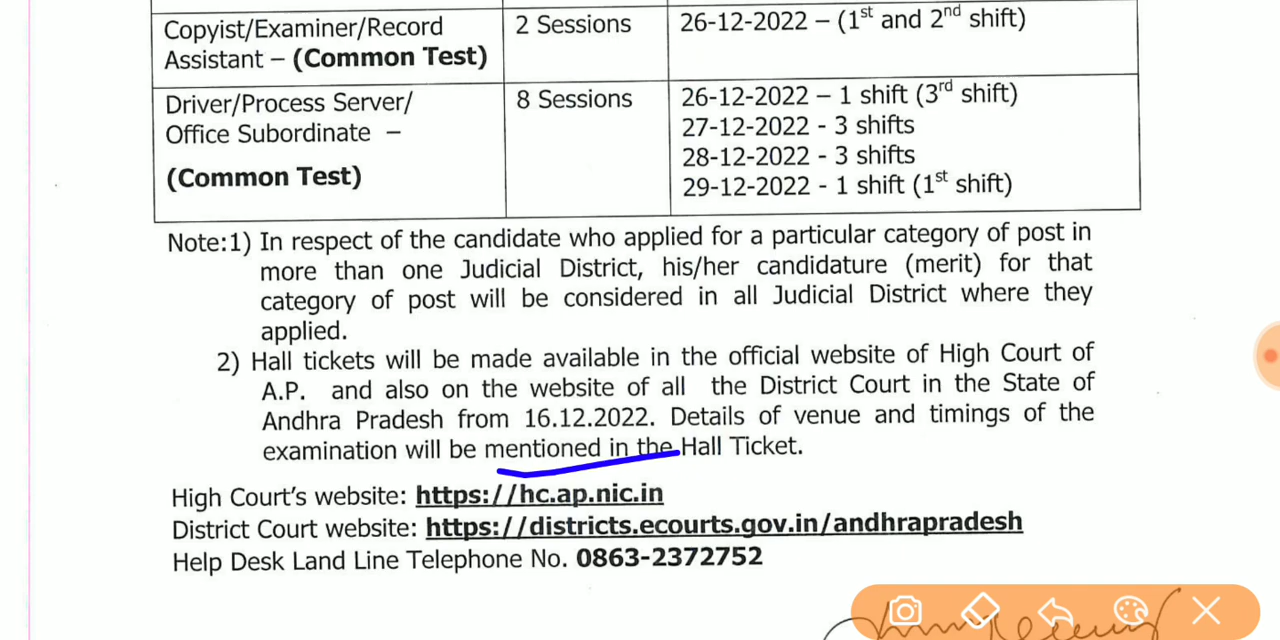 Copyist/Examiner/Record
Assistant – (Common Test)
2 Sessions
26-12-2022 – (1st and 2nd shift)
Driver/Process Server/
Office Subordinate –
(Common Test)
8 Sessions
26-12-2022 – 1 shift (3rd shift)
27-12-2022 - 3 shifts
28-12-2022 - 3 shifts
29-12-2022 - 1 shift (1st shift)
Note:1) In respect of the candidate who applied for a particular category of post in
more than one Judicial District, his/her candidature (merit) for that
category of post will be considered in all Judicial District where they
applied.
2) Hall tickets will be made available in the official website of High Court of
A.P. and also on the website of all the District Court in the State of
Andhra Pradesh from 16.12.2022. Details of venue and timings of the
examination will be mentioned in the Hall Ticket.
High Court's website: https://hc.ap.nic.in
District Court website: https://districts.ecourts.gov.in/andhrapradesh
Help Desk Land Line Telephone No. 0863-2372752